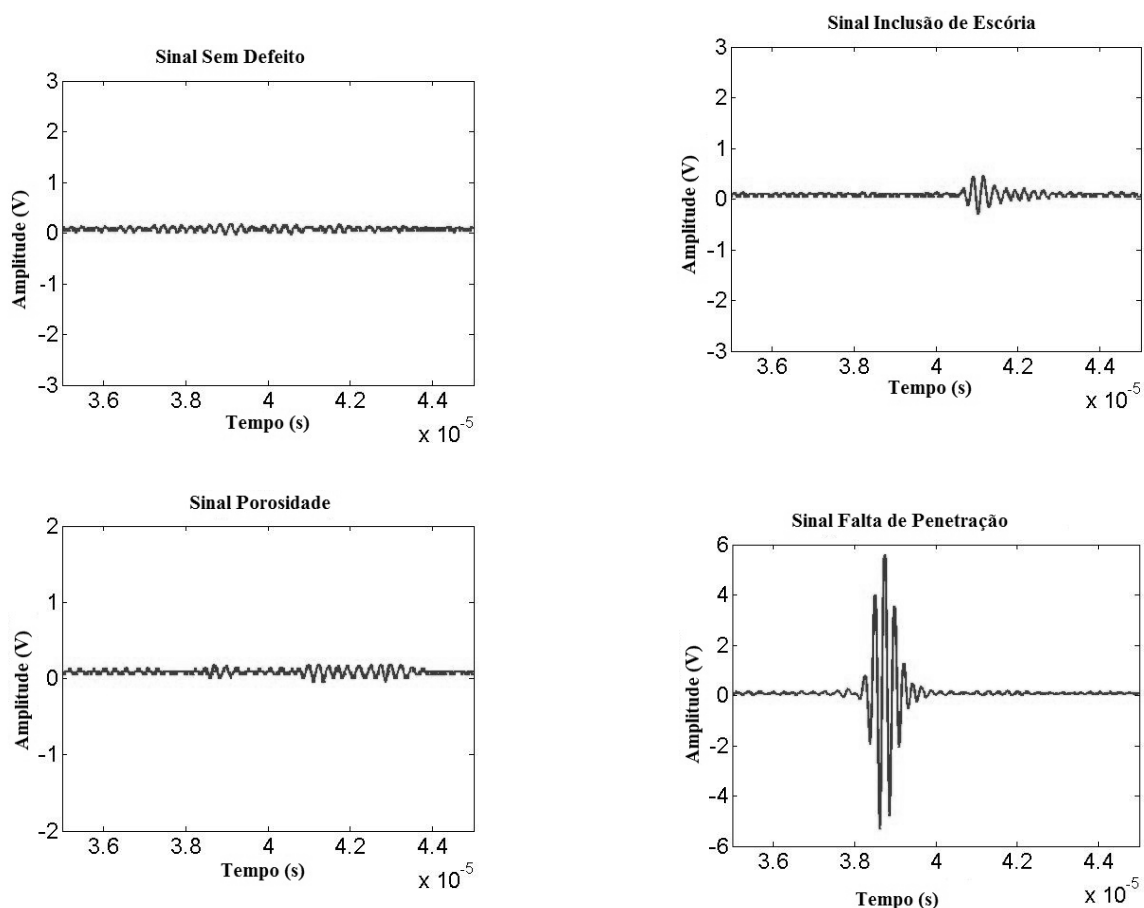 Sinal Sem Defeito
Amplitude (V)
3
2
1
0
-1
-2
-3
3.6 3.8 4 4.2 4.4
Tempo (s)
x 10⁻⁵
Sinal Inclusão de Escória
Amplitude (V)
3
2
1
0
-1
-2
-3
3.6 3.8 4 4.2 4.4
Tempo (s)
x 10⁻⁵
Sinal Porosidade
Amplitude (V)
2
1
0
-1
-2
3.6 3.8 4 4.2 4.4
Tempo (s)
x 10⁻⁵
Sinal Falta de Penetração
Amplitude (V)
6
4
2
0
-2
-4
-6
3.6 3.8 4 4.2 4.4
Tempo (s)
x 10⁻⁵